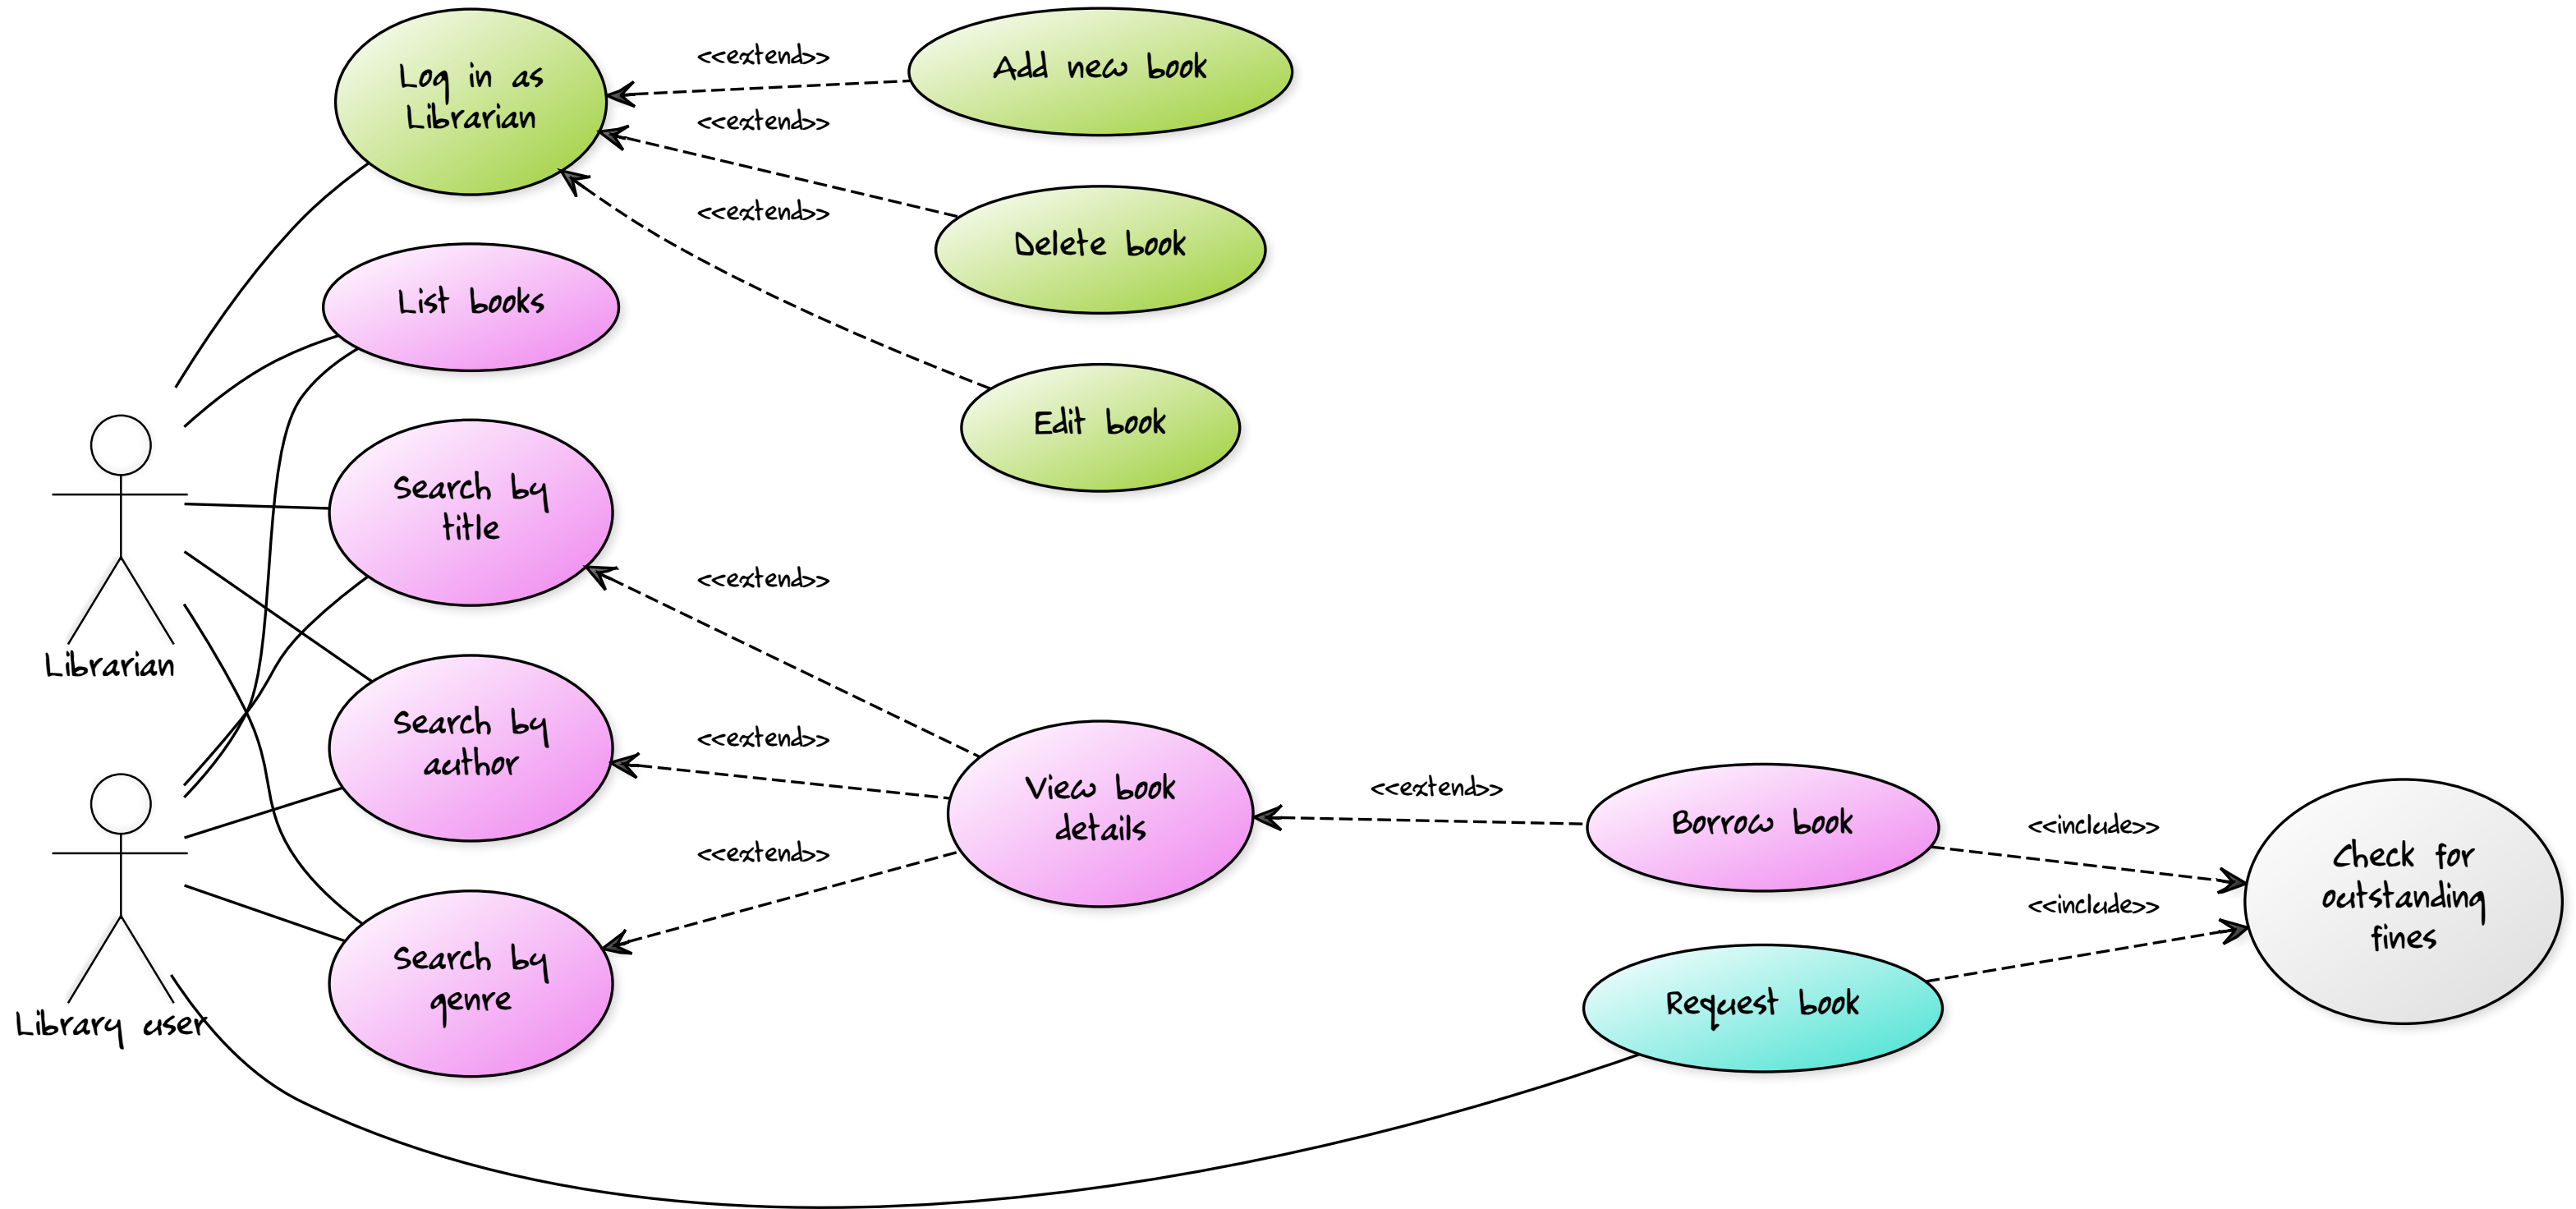 Log in as
Librarian
<<extend>>
Add new book
<<extend>>
Delete book
<<extend>>
List books
Edit book
Search by
title
<<extend>>
Librarian
Search by
author
<<extend>>
View book
details
<<extend>>
Borrow book
<<include>>
Check for
outstanding
fines
<<extend>>
<<include>>
Search by
genre
Request book
Library user